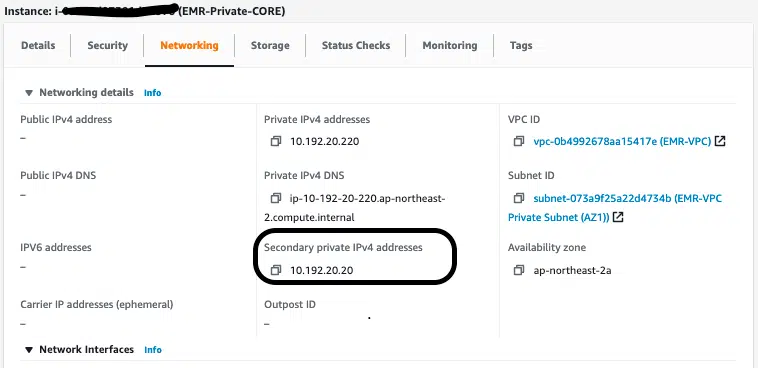 Instance: i- (EMR-Private-CORE)
Details Security Networking Storage Status Checks Monitoring Tags
▼ Networking details Info
Public IPv4 address
–
Private IPv4 addresses
10.192.20.220
VPC ID
vpc-0b4992678aa15417e (EMR-VPC)
Public IPv4 DNS
–
Private IPv4 DNS
ip-10-192-20-220.ap-northeast-
2.compute.internal
Subnet ID
subnet-073a9f25a22d4734b (EMR-VPC
Private Subnet (AZ1))
IPV6 addresses
–
Secondary private IPv4 addresses
10.192.20.20
Availability zone
ap-northeast-2a
Carrier IP addresses (ephemeral)
–
Outpost ID
–
▼ Network Interfaces Info